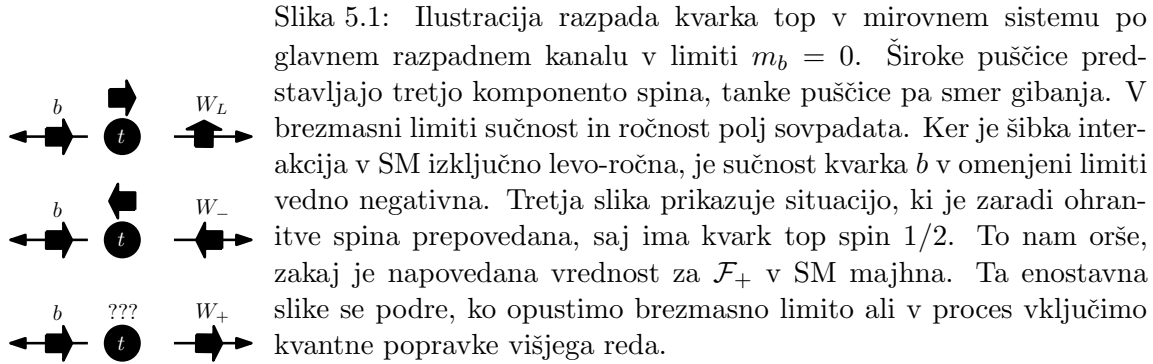 Slika 5.1: Ilustracija razpada kvarka top v mirovnem sistemu po
glavnem razpadnem kanalu v limiti $m_b = 0$. Široke puščice pred-
stavljajo tretjo komponento spina, tanke puščice pa smer gibanja. V
brezmasni limiti sučnost in ročnost polj sovpadata. Ker je šibka inter-
akcija v SM izključno levo-ročna, je sučnost kvarka $b$ v omenjeni limiti
vedno negativna. Tretja slika prikazuje situacijo, ki je zaradi ohran-
itve spina prepovedana, saj ima kvark top spin 1/2. To nam orše,
zakaj je napovedana vrednost za $\mathcal{F}_+$ v SM majhna. Ta enostavna
slike se podre, ko opustimo brezmasno limito ali v proces vključimo
kvantne popravke višjega reda.
b t $W_L$
b t $W_-$
b ??? t $W_+$